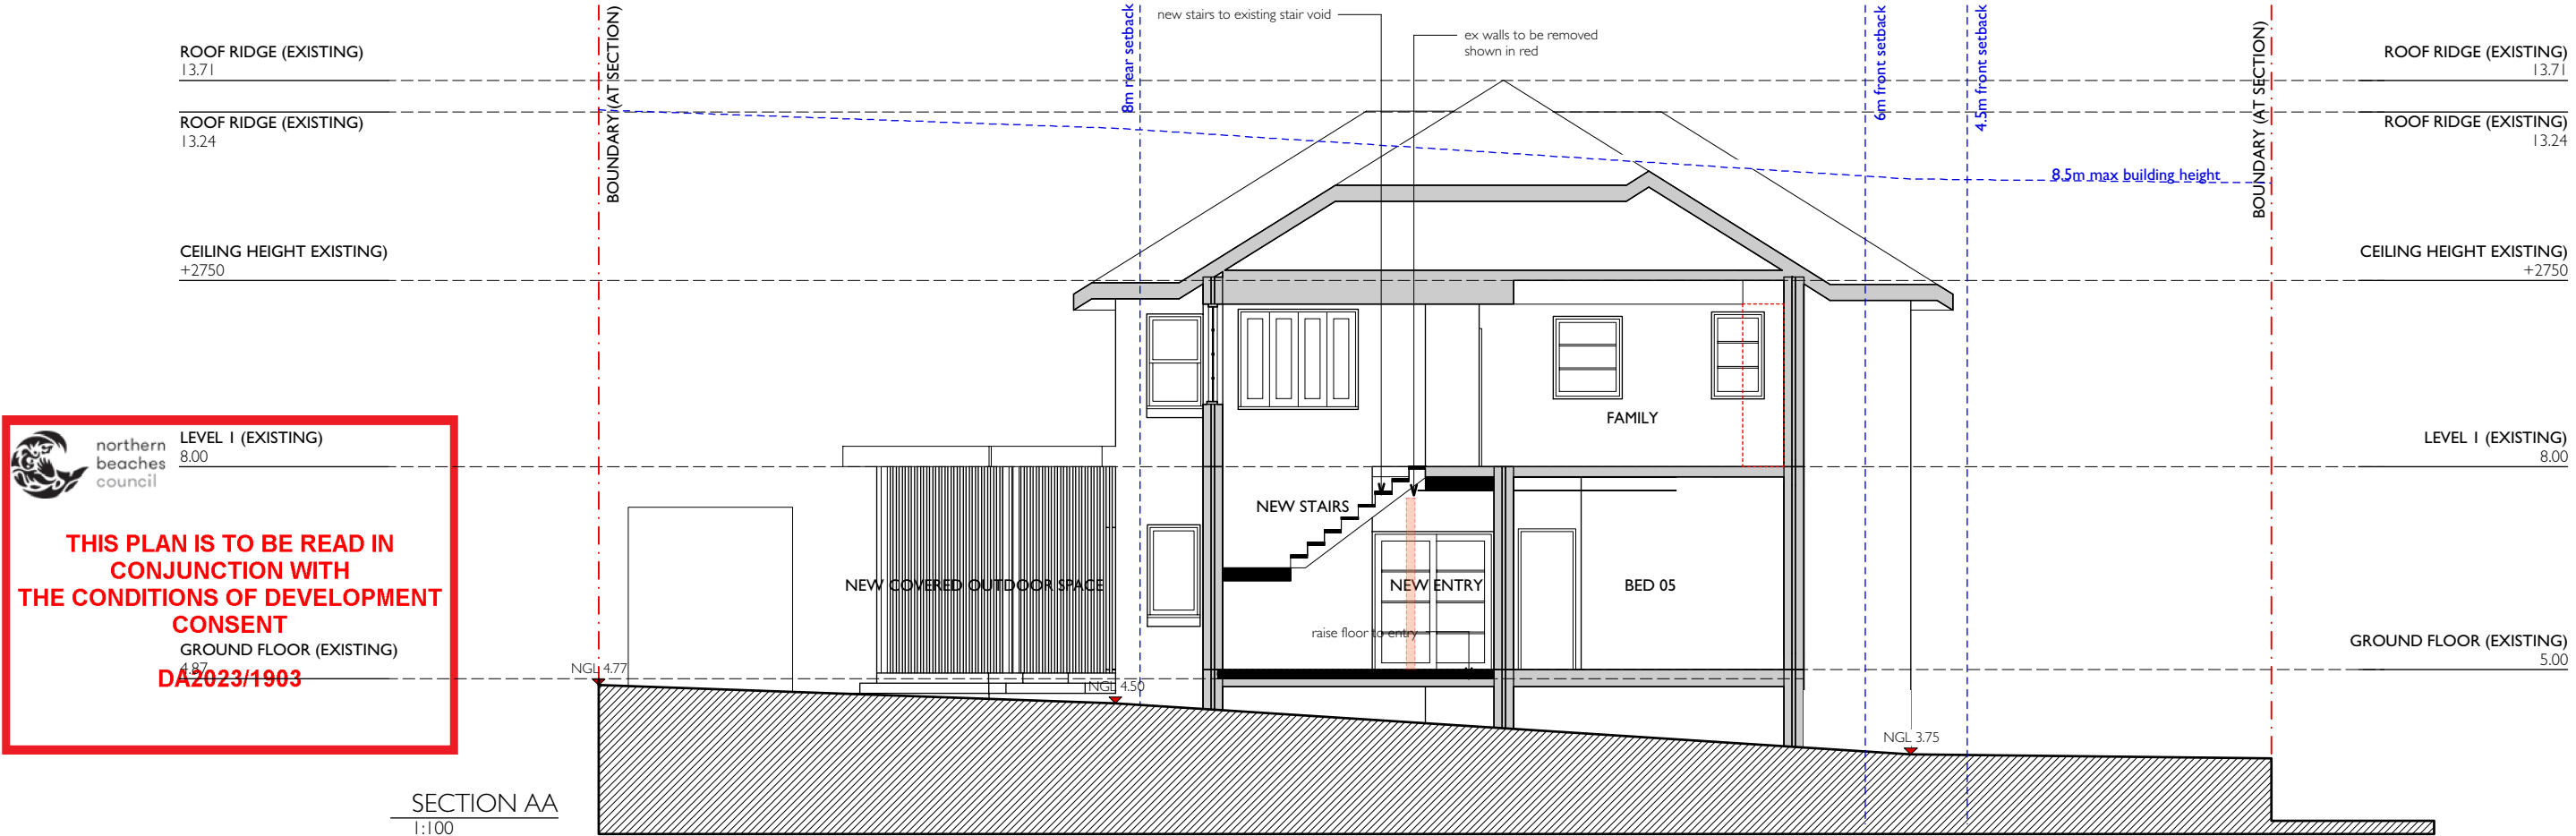 new stairs to existing stair void
ex walls to be removed
shown in red
ROOF RIDGE (EXISTING)
13.71
ROOF RIDGE (EXISTING)
13.24
BOUNDARY(AT SECTION)
8m rear setback
6m front setback
4.5m front setback
BOUNDARY (AT SECTION)
ROOF RIDGE (EXISTING)
13.71
ROOF RIDGE (EXISTING)
13.24
8.5m max building height
CEILING HEIGHT EXISTING)
+2750
CEILING HEIGHT EXISTING)
+2750
FAMILY
northern
beaches
council
LEVEL 1 (EXISTING)
8.00
LEVEL 1 (EXISTING)
8.00
NEW STAIRS
THIS PLAN IS TO BE READ IN
CONJUNCTION WITH
THE CONDITIONS OF DEVELOPMENT
CONSENT
NEW COVERED OUTDOOR SPACE
NEW ENTRY
BED 05
raise floor to entry
GROUND FLOOR (EXISTING)
4.87
DA2023/1903
GROUND FLOOR (EXISTING)
5.00
NGL 4.77
NGL 4.50
NGL 3.75
SECTION AA
1:100